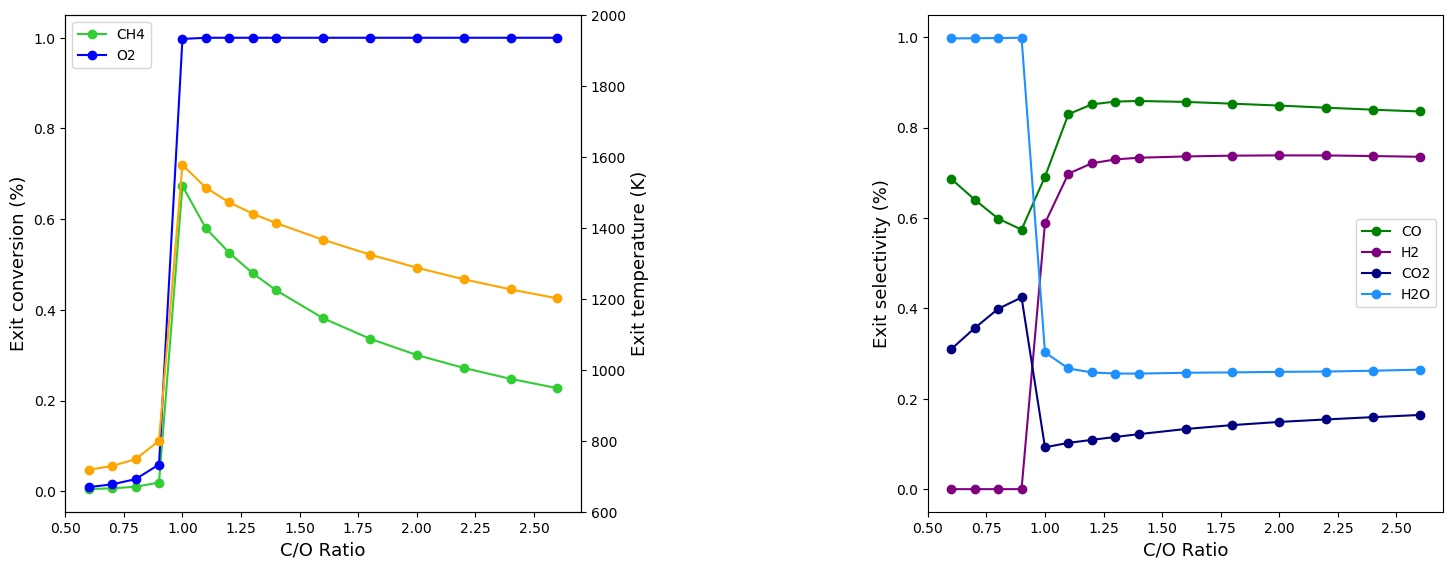 CH4
O2
1.0
0.8
0.6
0.4
0.2
0.0
Exit conversion (%)
0.50 0.75 1.00 1.25 1.50 1.75 2.00 2.25 2.50
C/O Ratio
2000
1800
1600
1400
1200
1000
800
600
Exit temperature (K)
1.0
0.8
0.6
0.4
0.2
0.0
Exit selectivity (%)
CO
H2
CO2
H2O
0.50 0.75 1.00 1.25 1.50 1.75 2.00 2.25 2.50
C/O Ratio